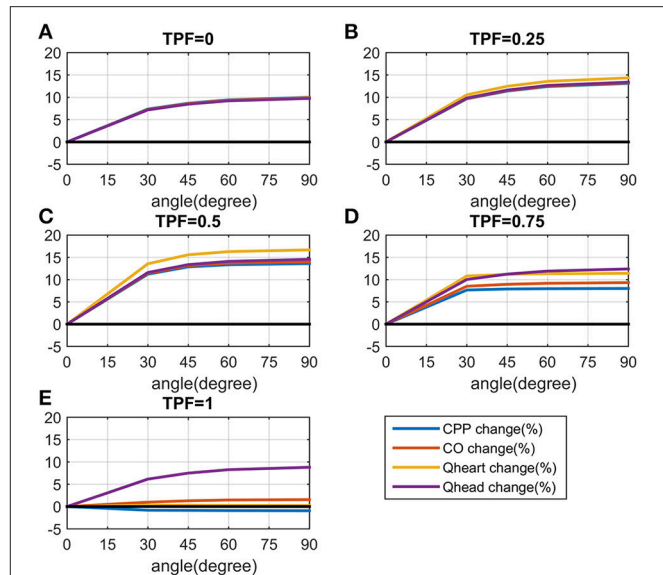 A
TPF=0
20
15
10
5
0
-5
0 15 30 45 60 75 90
angle(degree)
B
TPF=0.25
20
15
10
5
0
-5
0 15 30 45 60 75 90
angle(degree)
C
TPF=0.5
20
15
10
5
0
-5
0 15 30 45 60 75 90
angle(degree)
D
TPF=0.75
20
15
10
5
0
-5
0 15 30 45 60 75 90
angle(degree)
E
TPF=1
20
15
10
5
0
-5
0 15 30 45 60 75 90
angle(degree)
CPP change(%)
CO change(%)
Qheart change(%)
Qhead change(%)